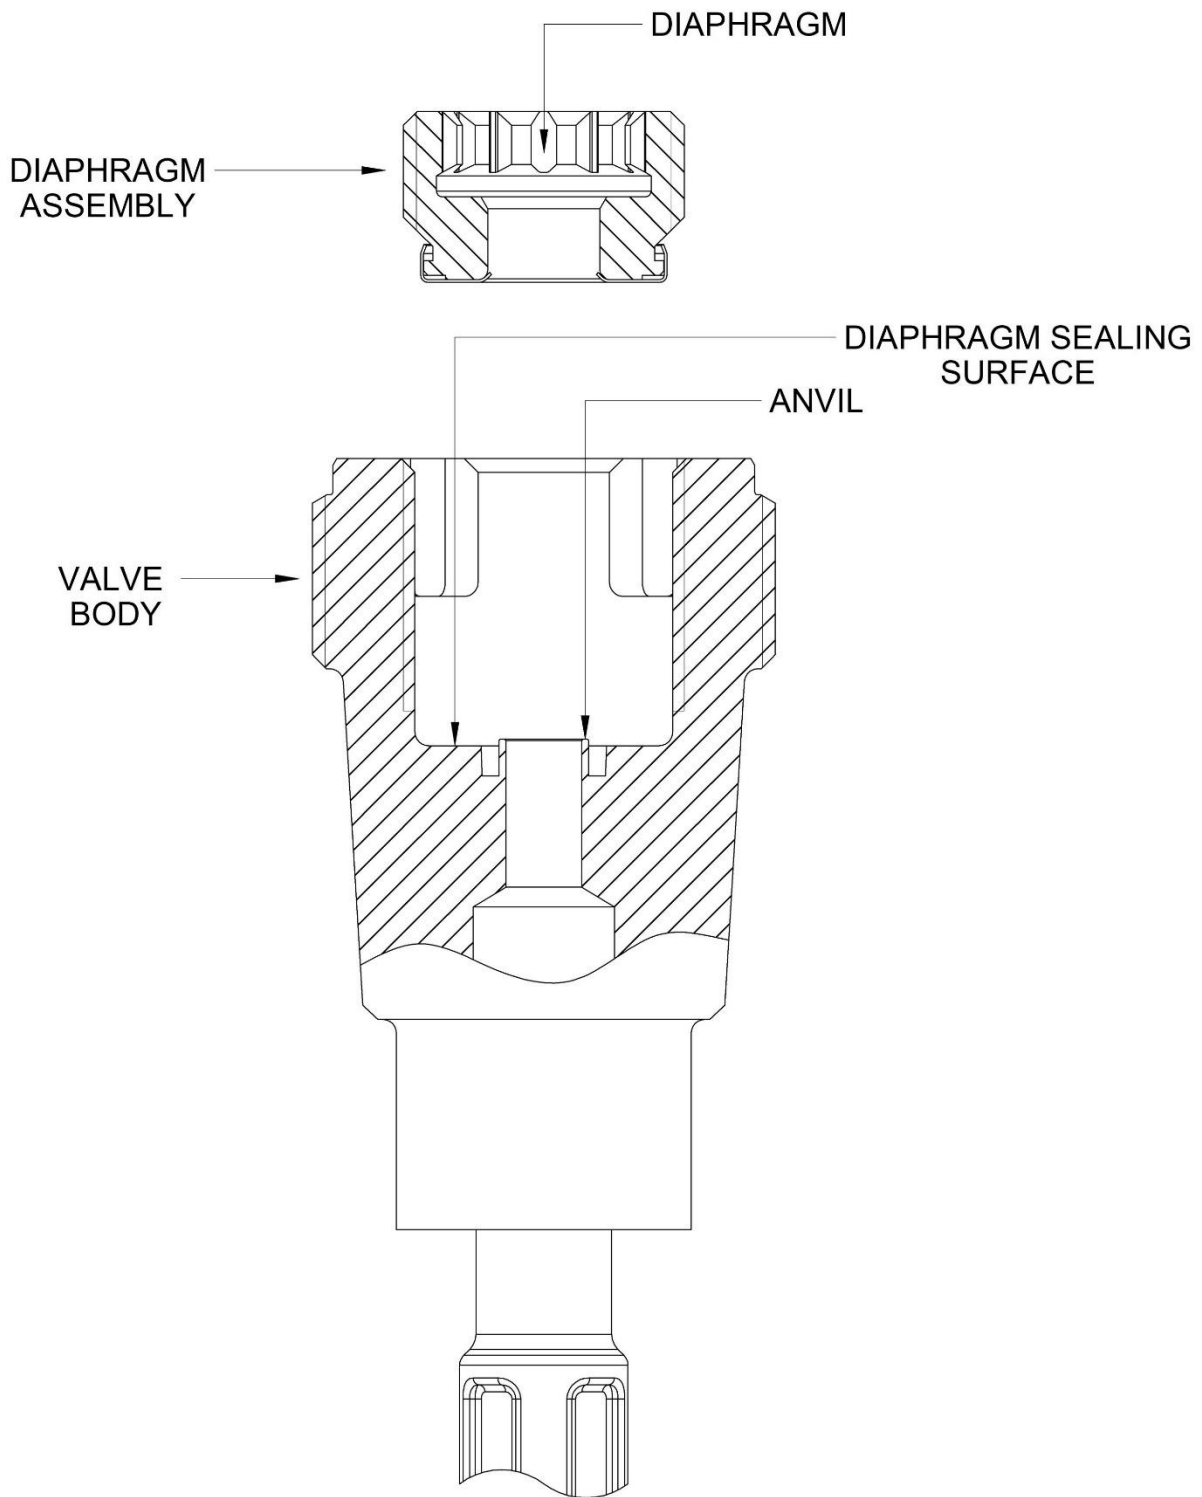 DIAPHRAGM
DIAPHRAGM
ASSEMBLY
DIAPHRAGM SEALING
SURFACE
ANVIL
VALVE
BODY